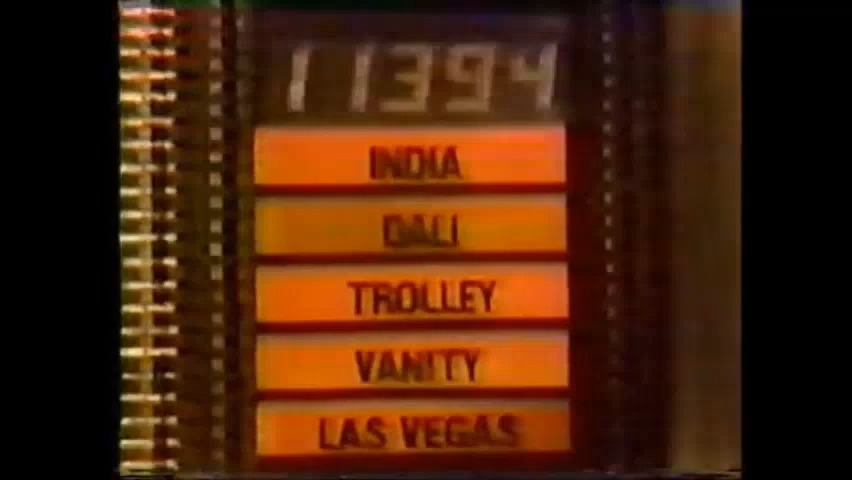 11394
INDIA
DALI
TROLLEY
VANITY
LAS VEGAS